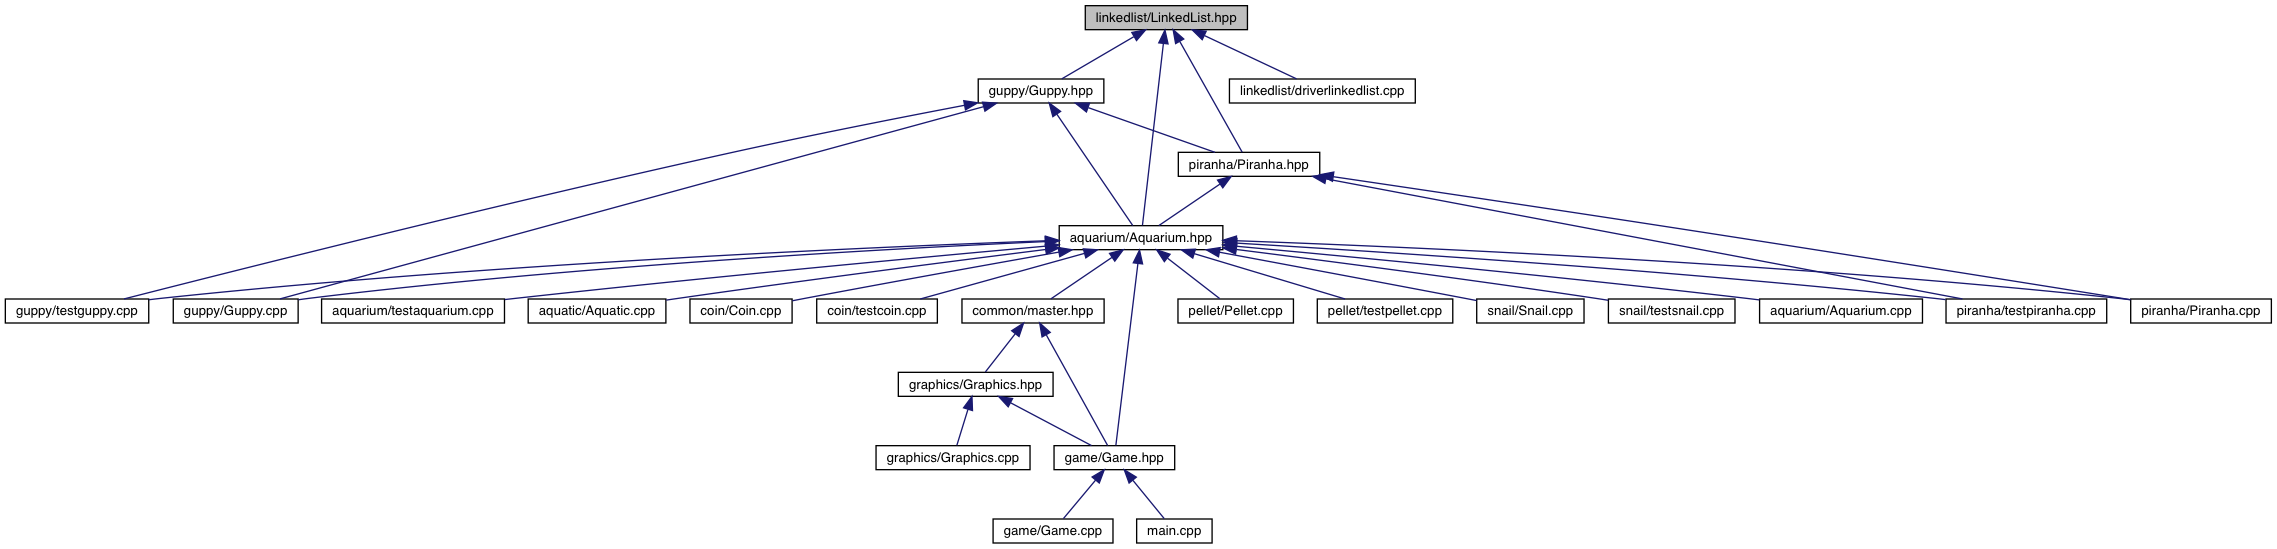 linkedlist/LinkedList.hpp
guppy/Guppy.hpp
linkedlist/driverlinkedlist.cpp
piranha/Piranha.hpp
aquarium/Aquarium.hpp
guppy/testguppy.cpp
guppy/Guppy.cpp
aquarium/testaquarium.cpp
aquatic/Aquatic.cpp
coin/Coin.cpp
coin/testcoin.cpp
common/master.hpp
pellet/Pellet.cpp
pellet/testpellet.cpp
snail/Snail.cpp
snail/testsnail.cpp
aquarium/Aquarium.cpp
piranha/testpiranha.cpp
piranha/Piranha.cpp
graphics/Graphics.hpp
graphics/Graphics.cpp
game/Game.hpp
game/Game.cpp
main.cpp